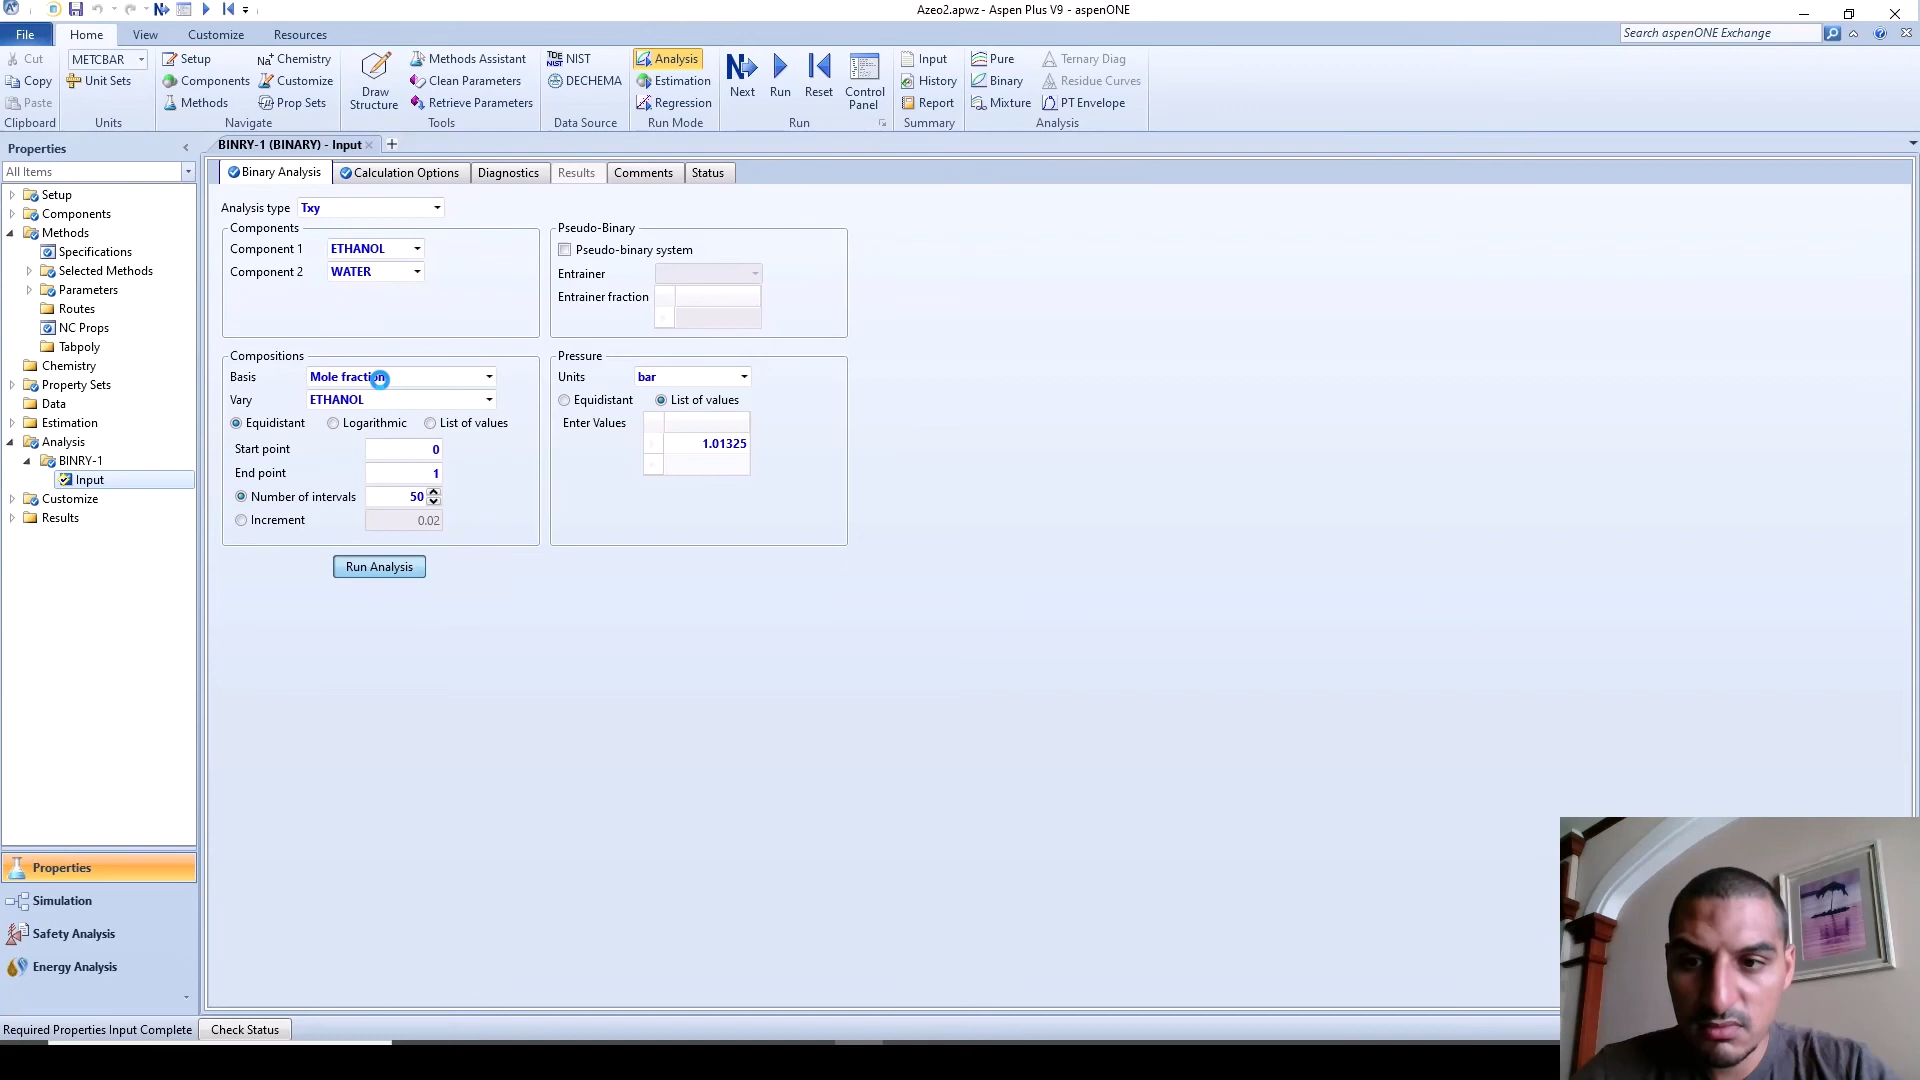 Azeo2.apwz - Aspen Plus V9 - aspenONE
File Home View Customize Resources
Search aspenONE Exchange
Cut
Copy
Paste
Clipboard
METCBAR
Unit Sets
Units
Setup
Components
Methods
Na+ Chemistry
Customize
Prop Sets
Navigate
Draw
Structure
Methods Assistant
Clean Parameters
Retrieve Parameters
Tools
NIST
DECHEMA
Data Source
Analysis
Estimation
Regression
Run Mode
Next
Run
Reset
Control
Panel
Run
Input
History
Report
Summary
Pure
Binary
Mixture
Ternary Diag
Residue Curves
PT Envelope
Analysis
Properties
All Items
Setup
Components
Methods
Specifications
Selected Methods
Parameters
Routes
NC Props
Tabpoly
Chemistry
Property Sets
Data
Estimation
Analysis
BINRY-1
Input
Customize
Results
Properties
Simulation
Safety Analysis
Energy Analysis
BINRY-1 (BINARY) - Input
Binary Analysis Calculation Options Diagnostics Results Comments Status
Analysis type Txy
Components
Component 1 ETHANOL
Component 2 WATER
Pseudo-Binary
Pseudo-binary system
Entrainer
Entrainer fraction
Compositions
Basis Mole fraction
Vary ETHANOL
Equidistant Logarithmic List of values
Start point 0
End point 1
Number of intervals 50
Increment 0.02
Pressure
Units bar
Equidistant List of values
Enter Values
1.01325
Run Analysis
Required Properties Input Complete Check Status